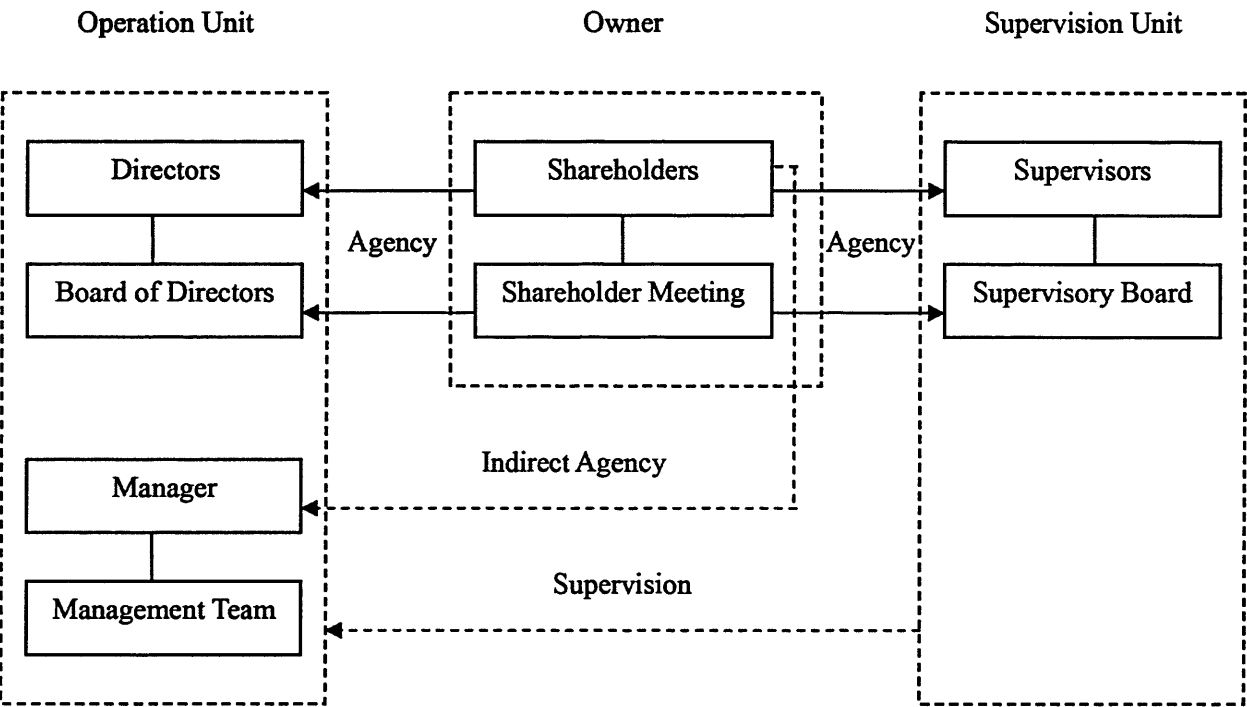 Operation Unit
Owner
Supervision Unit
Directors
Shareholders
Supervisors
Agency
Agency
Board of Directors
Shareholder Meeting
Supervisory Board
Indirect Agency
Manager
Supervision
Management Team